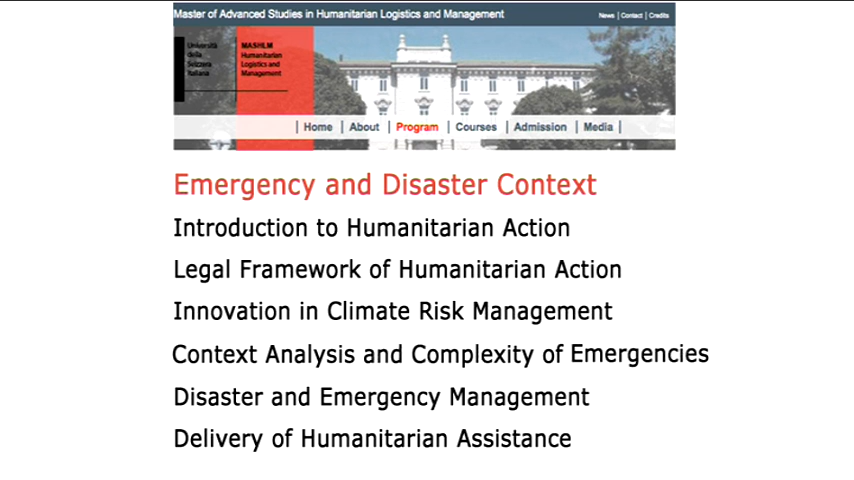 Master of Advanced Studies in Humanitarian Logistics and Management
News | Contact | Credits
Università
della
Svizzera
italiana
MASHLM
Humanitarian
Logistics and
Management
| Home | About | Program | Courses | Admission | Media |
Emergency and Disaster Context
Introduction to Humanitarian Action
Legal Framework of Humanitarian Action
Innovation in Climate Risk Management
Context Analysis and Complexity of Emergencies
Disaster and Emergency Management
Delivery of Humanitarian Assistance